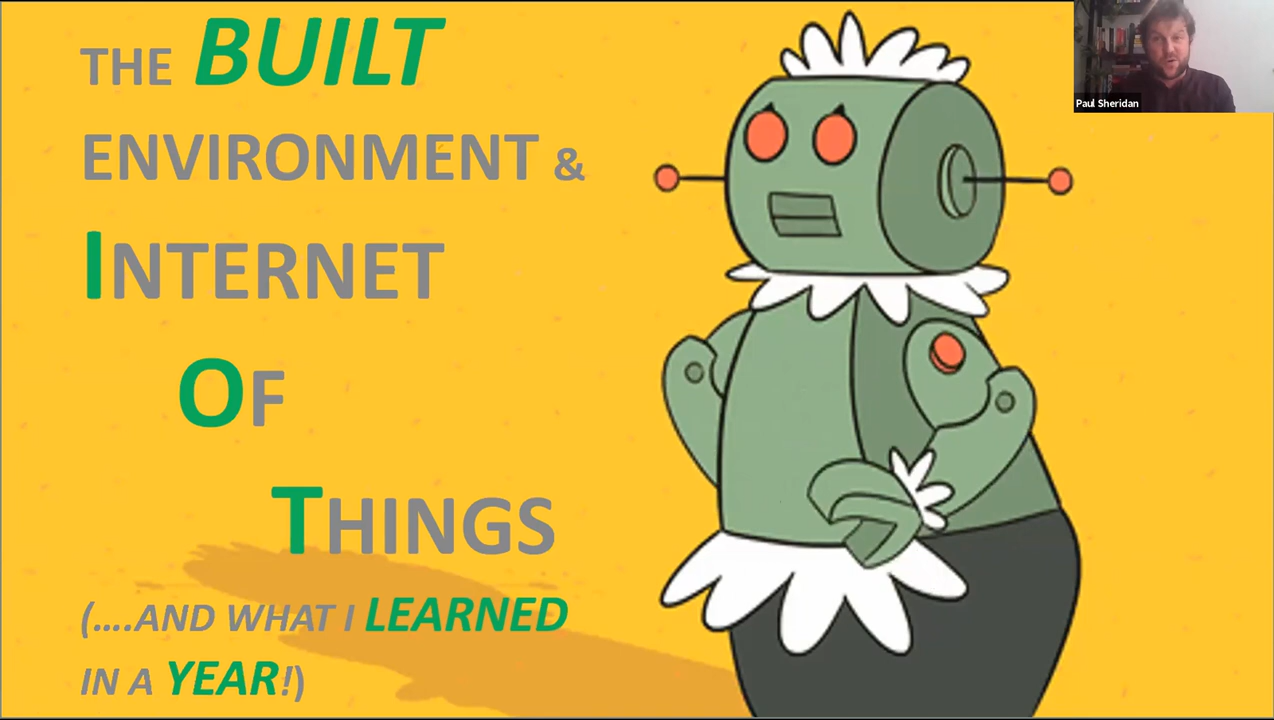 THE BUILT
ENVIRONMENT &
INTERNET
OF
THINGS
(....AND WHAT I LEARNED
IN A YEAR!)
Paul Sheridan